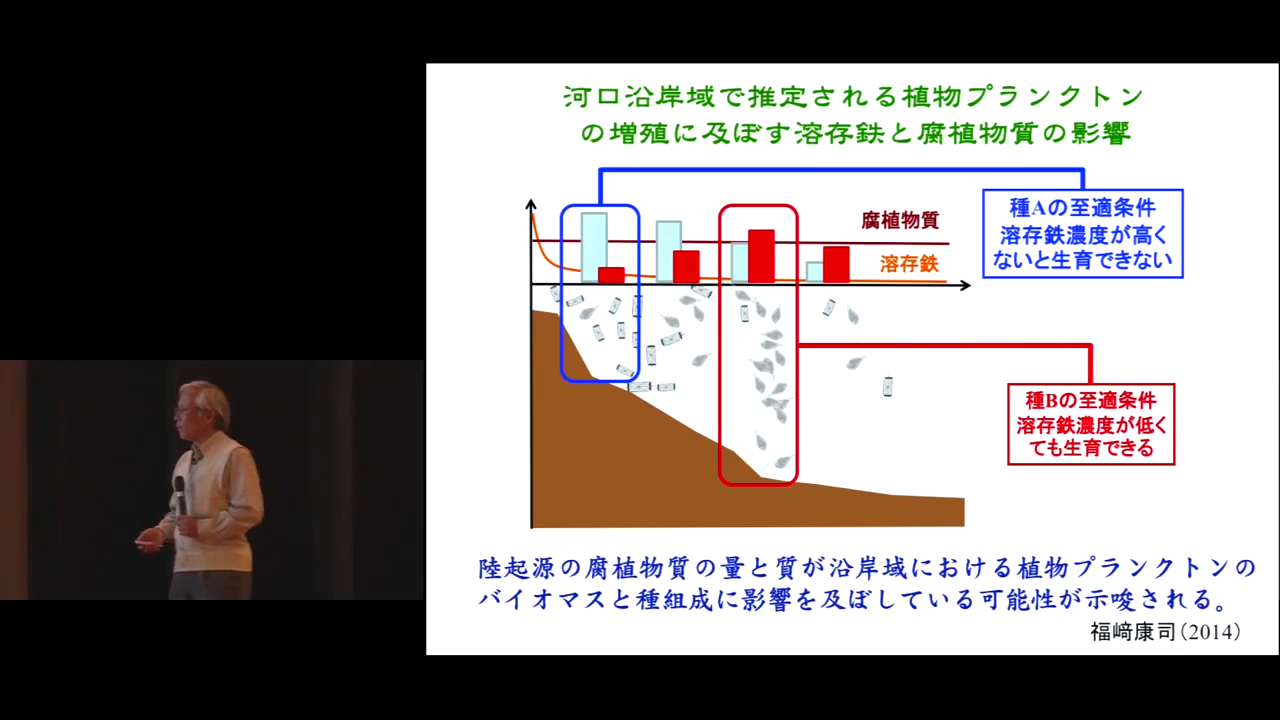 河口沿岸域で推定される植物プランクトン
の増殖に及ぼす溶存鉄と腐植物質の影響
種Aの至適条件
溶存鉄濃度が高く
ないと生育できない
腐植物質
溶存鉄
種Bの至適条件
溶存鉄濃度が低く
ても生育できる
陸起源の腐植物質の量と質が沿岸域における植物プランクトンの
バイオマスと種組成に影響を及ぼしている可能性が示唆される。
福﨑康司(2014)